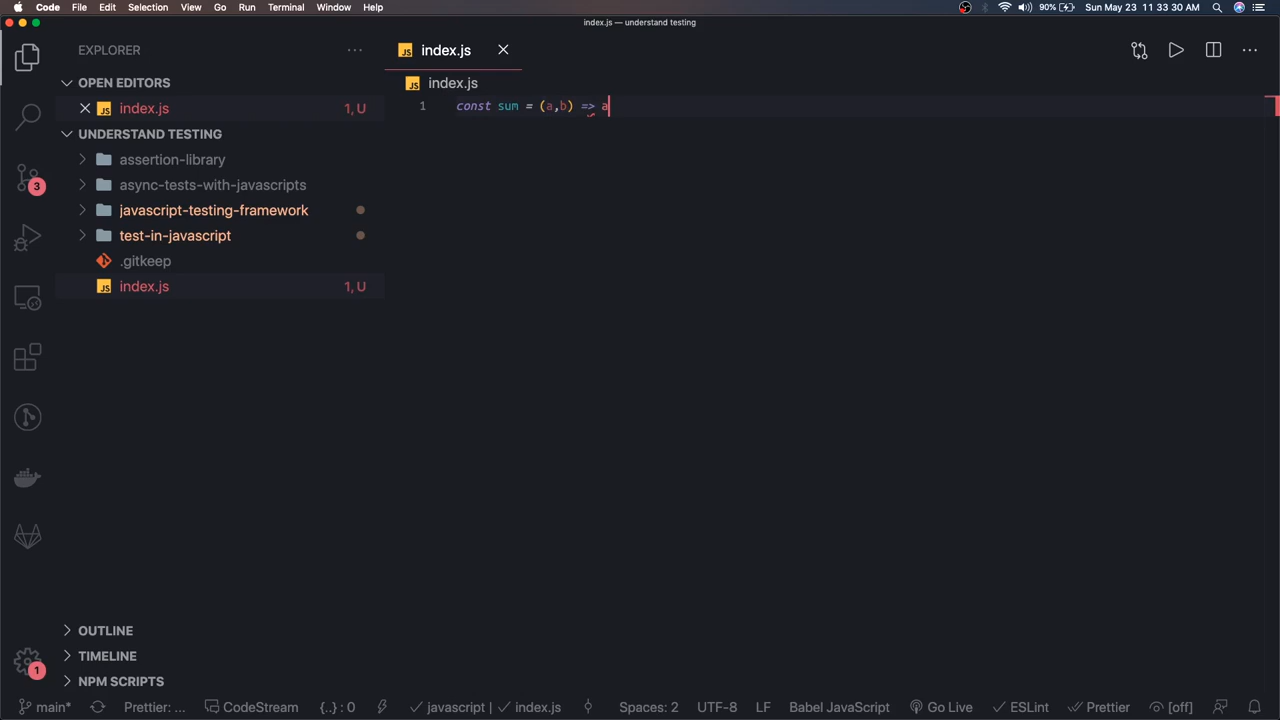 Code File Edit Selection View Go Run Terminal Window Help 90% Sun May 23 11 33 30 AM
index.js — understand testing
EXPLORER
index.js
OPEN EDITORS
index.js
JS index.js 1, U
1 const sum = (a,b) => a
UNDERSTAND TESTING
assertion-library
async-tests-with-javascripts
3
javascript-testing-framework
test-in-javascript
.gitkeep
JS index.js 1, U
OUTLINE
TIMELINE
1
NPM SCRIPTS
main* Prettier: ... CodeStream {..} : 0 javascript | index.js Spaces: 2 UTF-8 LF Babel JavaScript Go Live ESLint Prettier [off]